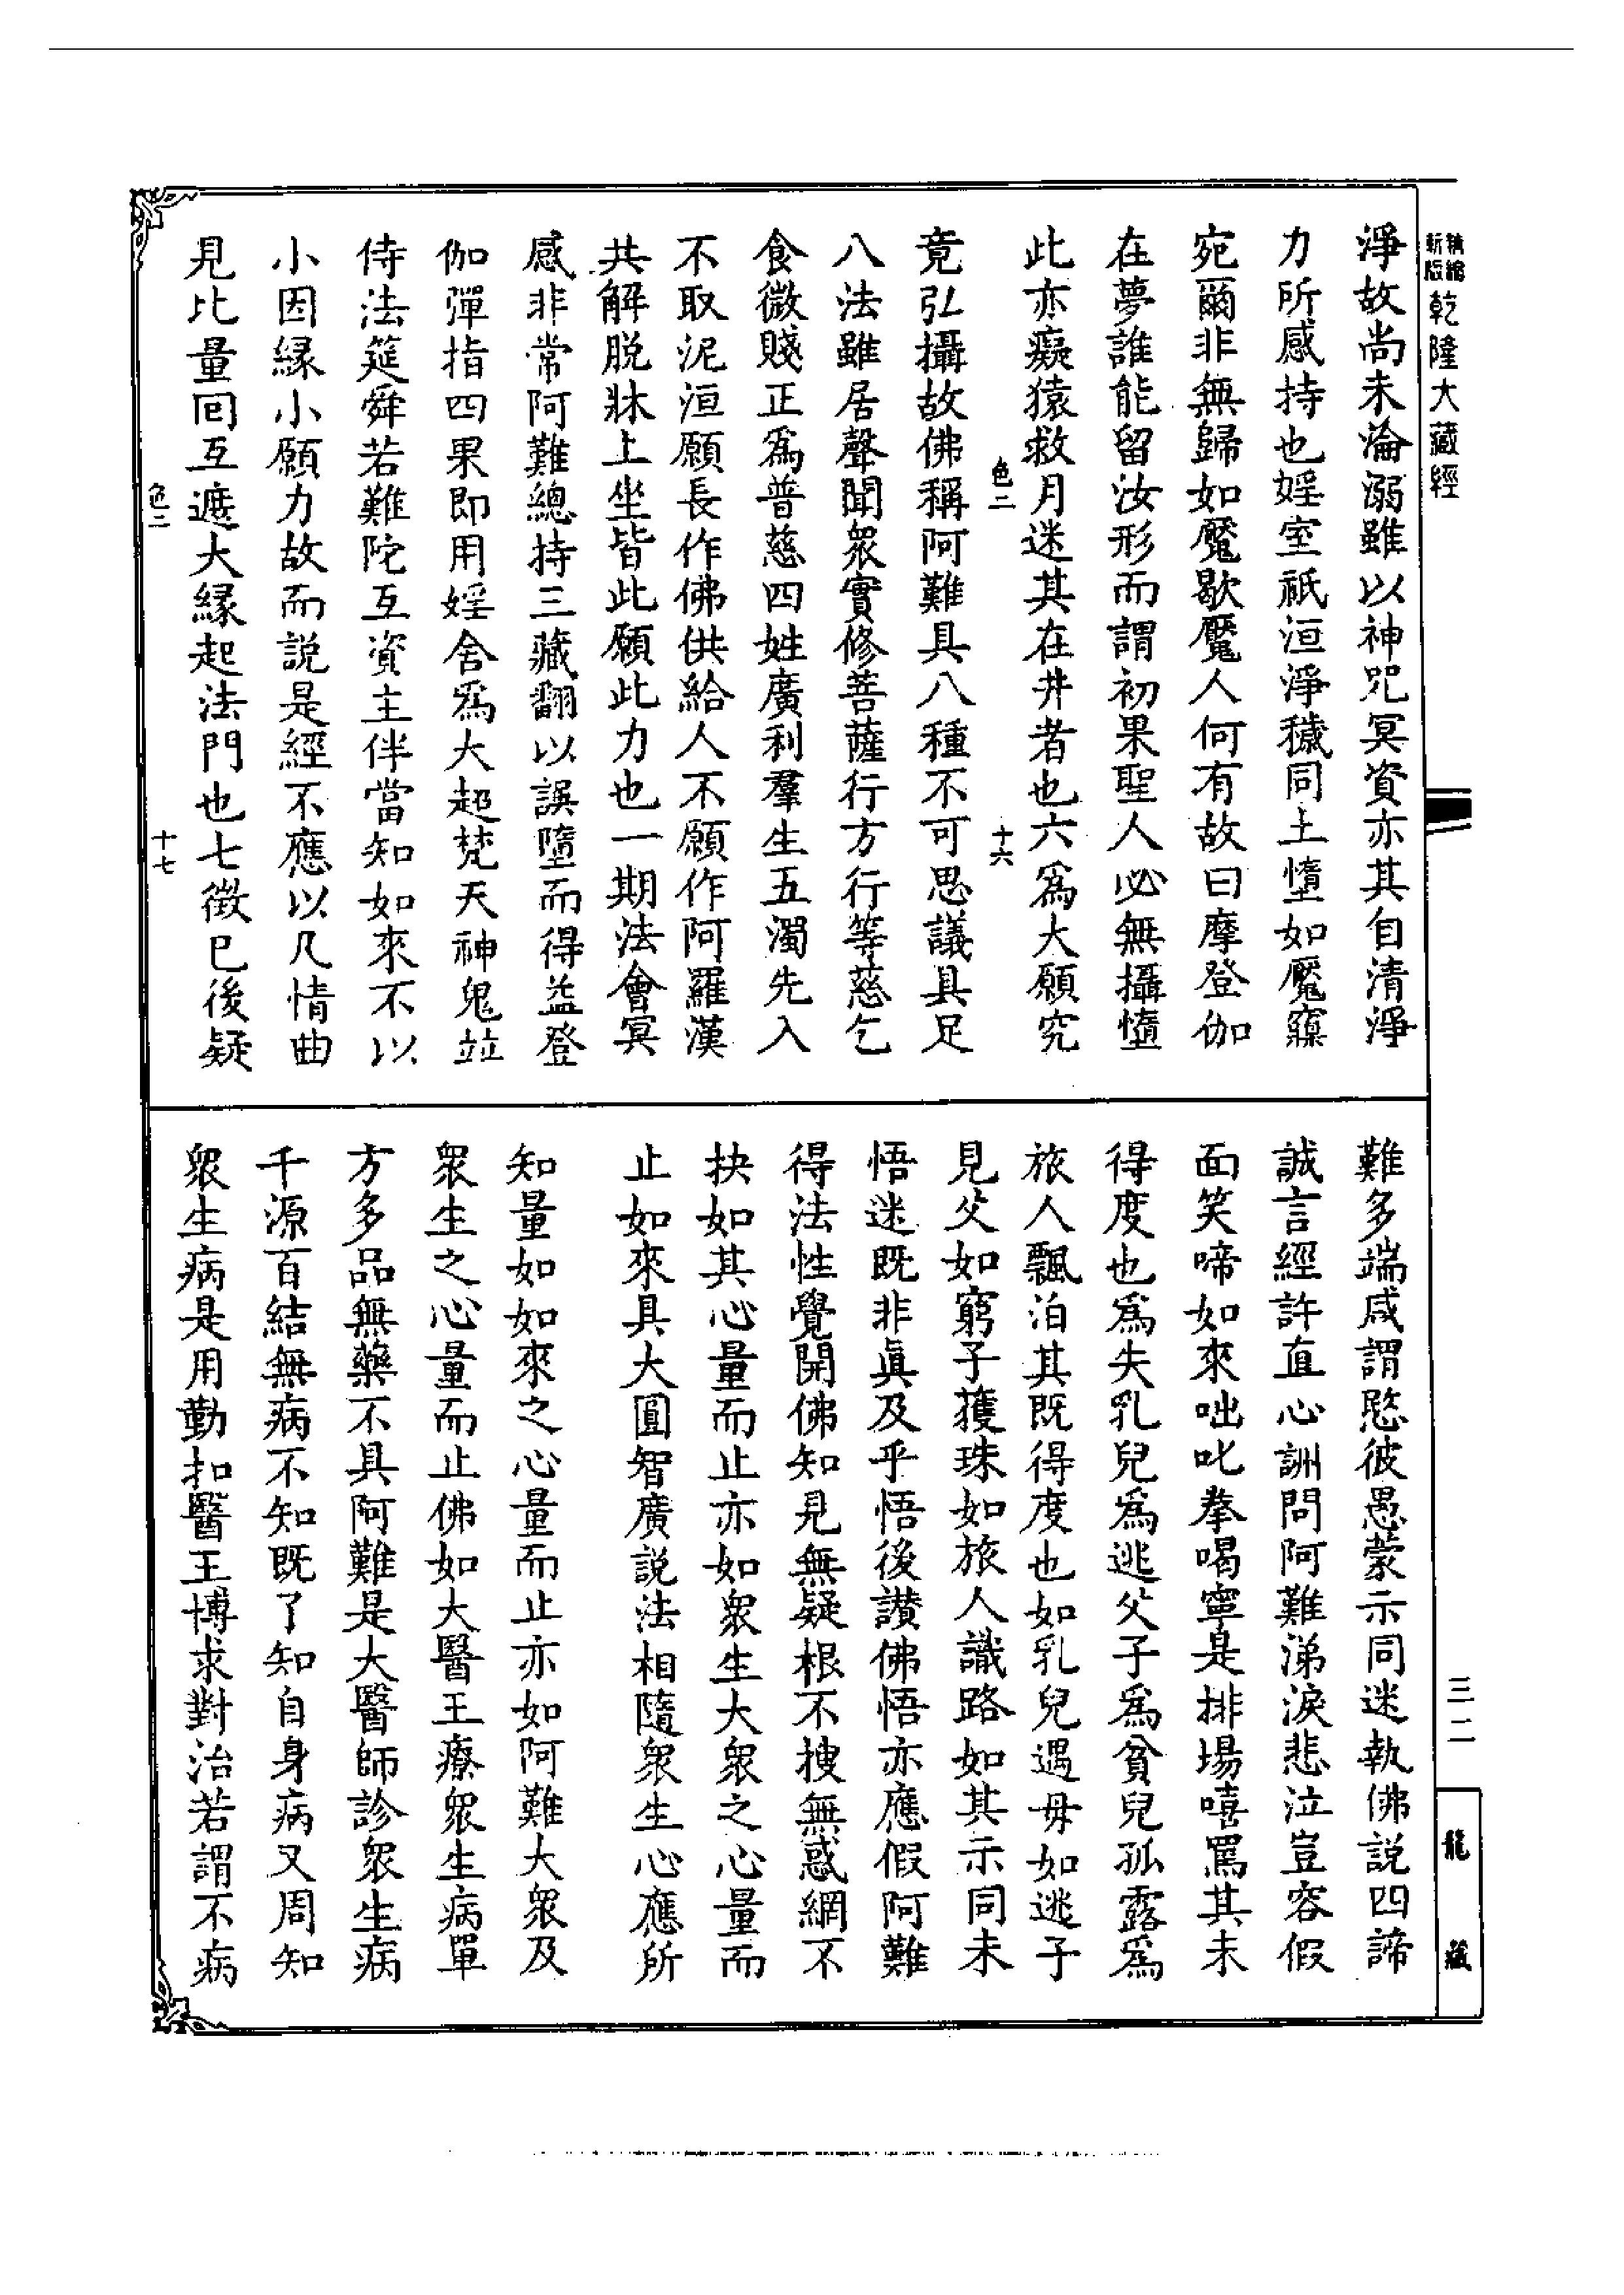 精縮
新版
乾隆大藏經
淨故尚未淪溺雖以神咒冥資亦其自清淨
力所感持也婬室祇洹淨穢同土墮如魘寱
宛爾非無歸如魘歇魘人何有故曰摩登伽
在夢誰能留汝形而謂初果聖人必無攝墮
此亦癡猿救月迷其在井者也六爲大願究
色二
十六
竟弘攝故佛稱阿難具八種不可思議具足
八法雖居聲聞衆實修菩薩行方行等慈乞
食微賤正爲普慈四姓廣利羣生五濁先入
不取泥洹願長作佛供給人不願作阿羅漢
共解脱牀上坐皆此願此力也一期法會冥
感非常阿難總持三藏翻以誤墮而得益登
伽彈指四果即用婬舍爲大超梵天神鬼竝
侍法筵舜若難陀互資主伴當知如來不以
小因縁小願力故而説是經不應以凡情曲
見比量囘互遮大縁起法門也七徵已後疑
色二
十七
難多端咸謂愍彼愚蒙示同迷執佛説四諦
誠言經許直心詶問阿難涕淚悲泣豈容假
面笑啼如來咄叱拳喝寧是排場嘻罵其未
得度也爲失乳兒爲逃父子爲貧兒孤露爲
旅人飄泊其既得度也如乳兒遇母如逃子
見父如窮子獲珠如旅人識路如其示同未
悟迷既非眞及乎悟後讃佛悟亦應假阿難
得法性覺開佛知見無疑根不搜無惑網不
抉如其心量而止亦如衆生大衆之心量而
止如來具大圓智廣説法相隨衆生心應所
知量如如來之心量而止亦如阿難大衆及
衆生之心量而止佛如大醫王療衆生病單
方多品無藥不具阿難是大醫師診衆生病
千源百結無病不知既了知自身病又周知
衆生病是用勤扣醫王博求對治若謂不病
三二
龍藏